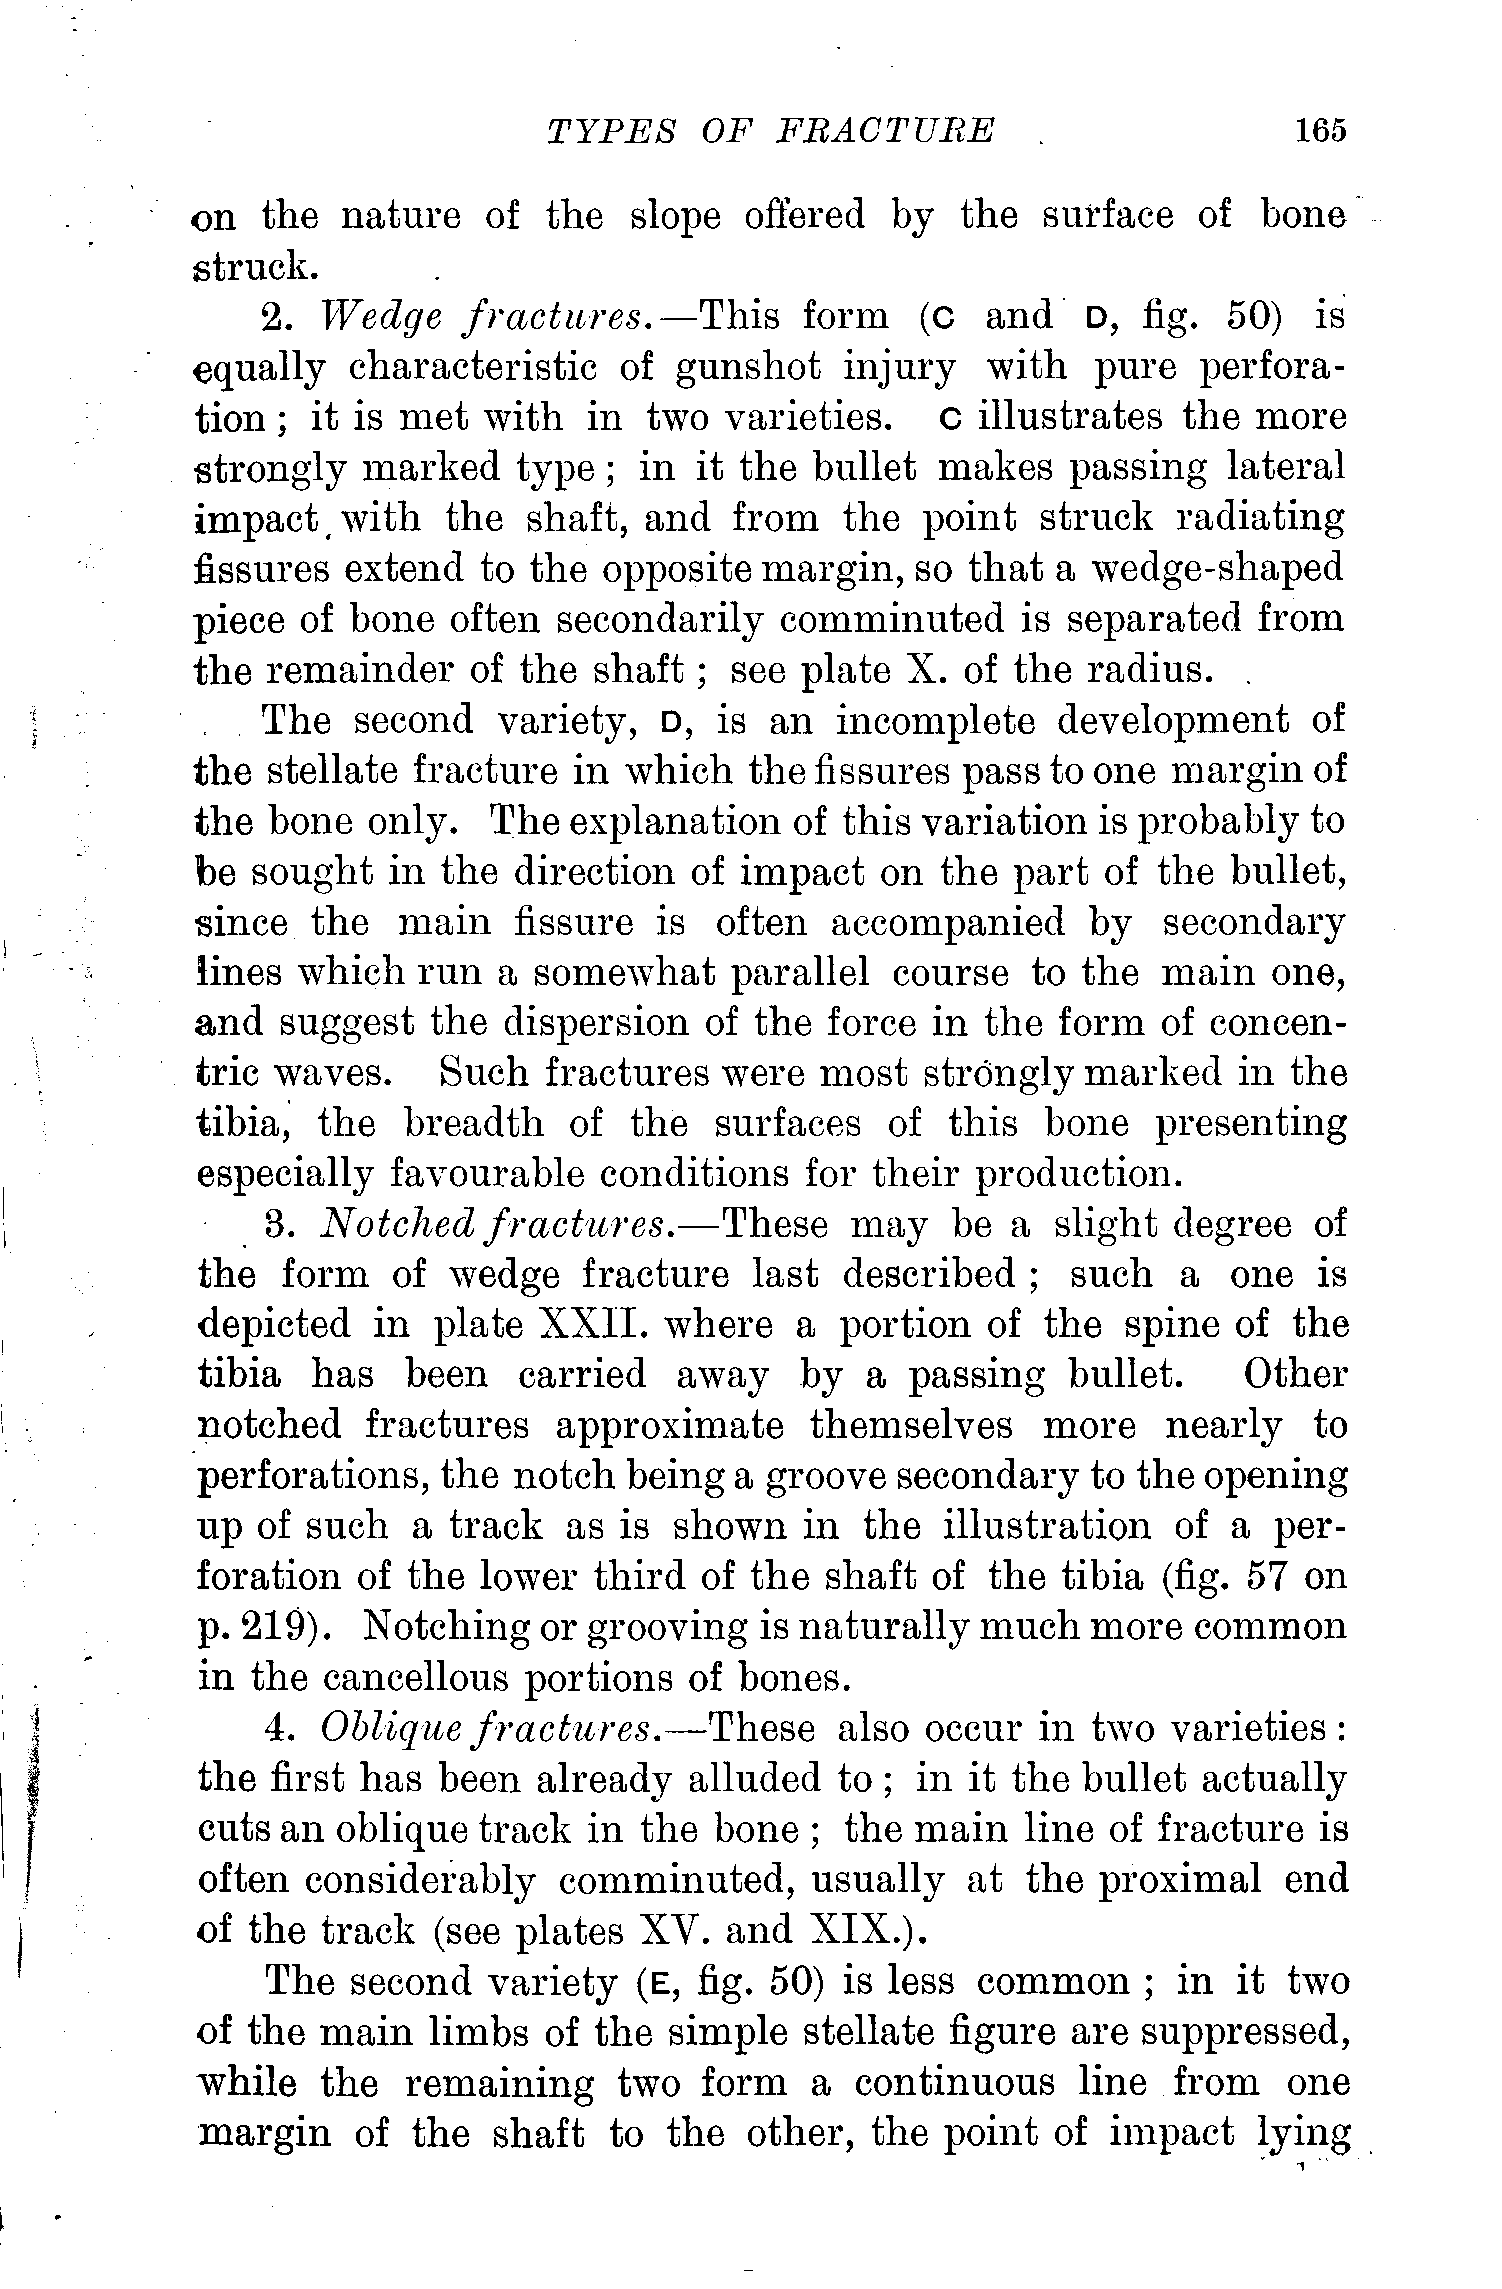 TYPES OF FRACTURE 165
on the nature of the slope offered by the surface of bone
struck.
2. Wedge fractures.—This form (C and D, fig. 50) is
equally characteristic of gunshot injury with pure perfora-
tion ; it is met with in two varieties. C illustrates the more
strongly marked type ; in it the bullet makes passing lateral
impact with the shaft, and from the point struck radiating
fissures extend to the opposite margin, so that a wedge-shaped
piece of bone often secondarily comminuted is separated from
the remainder of the shaft ; see plate X. of the radius.
The second variety, D, is an incomplete development of
the stellate fracture in which the fissures pass to one margin of
the bone only. The explanation of this variation is probably to
be sought in the direction of impact on the part of the bullet,
since the main fissure is often accompanied by secondary
lines which run a somewhat parallel course to the main one,
and suggest the dispersion of the force in the form of concen-
tric waves. Such fractures were most strongly marked in the
tibia, the breadth of the surfaces of this bone presenting
especially favourable conditions for their production.
3. Notched fractures.—These may be a slight degree of
the form of wedge fracture last described ; such a one is
depicted in plate XXII. where a portion of the spine of the
tibia has been carried away by a passing bullet. Other
notched fractures approximate themselves more nearly to
perforations, the notch being a groove secondary to the opening
up of such a track as is shown in the illustration of a per-
foration of the lower third of the shaft of the tibia (fig. 57 on
p. 219). Notching or grooving is naturally much more common
in the cancellous portions of bones.
4. Oblique fractures.—These also occur in two varieties :
the first has been already alluded to ; in it the bullet actually
cuts an oblique track in the bone ; the main line of fracture is
often considerably comminuted, usually at the proximal end
of the track (see plates XV. and XIX.).
The second variety (E, fig. 50) is less common ; in it two
of the main limbs of the simple stellate figure are suppressed,
while the remaining two form a continuous line from one
margin of the shaft to the other, the point of impact lying